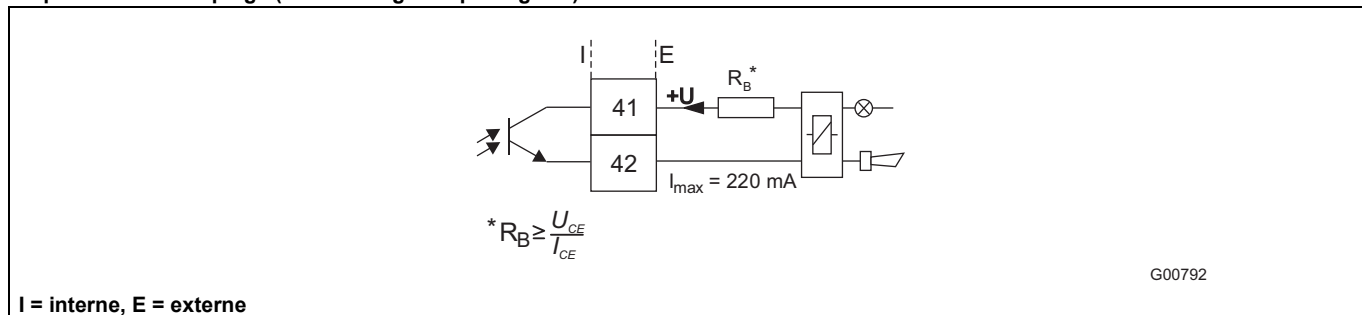 I E
R_B*
41 +U
42
I_max = 220 mA
*R_B ≥ U_CE / I_CE
G00792
I = interne, E = externe